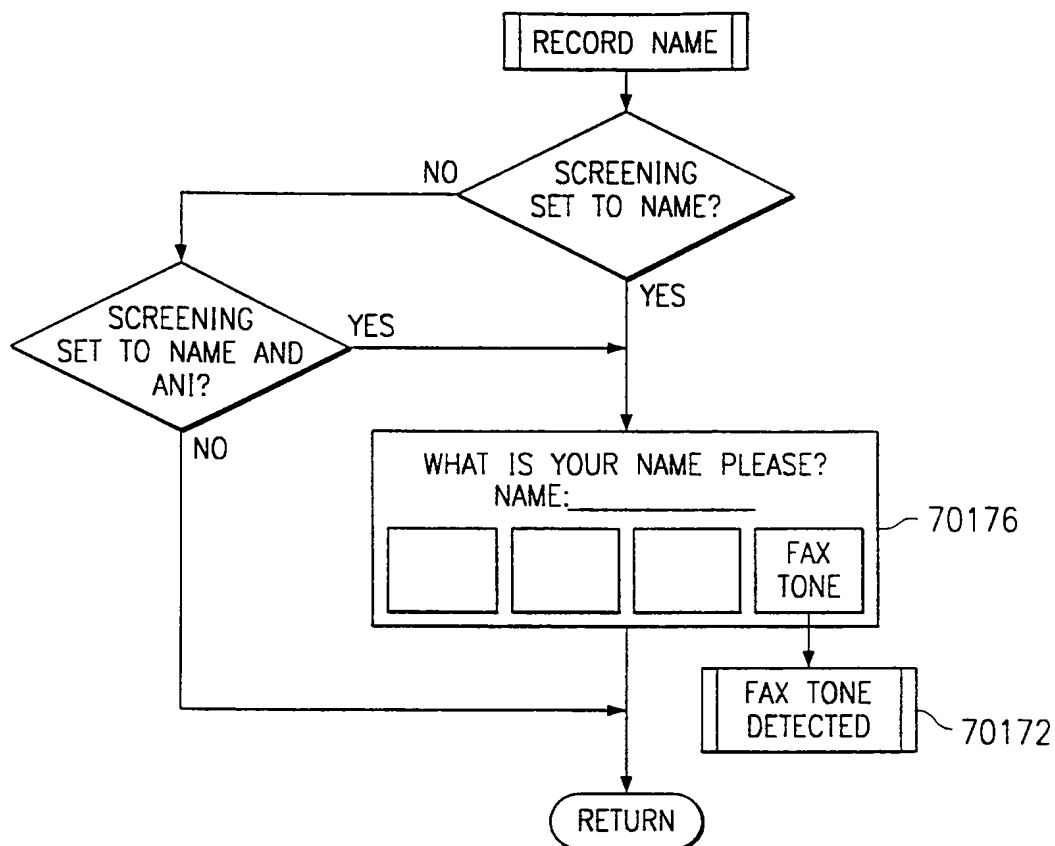 RECORD NAME
SCREENING
SET TO NAME?
NO
YES
SCREENING
SET TO NAME AND
ANI?
YES
NO
WHAT IS YOUR NAME PLEASE?
NAME:
FAX
TONE
70176
FAX TONE
DETECTED
70172
RETURN